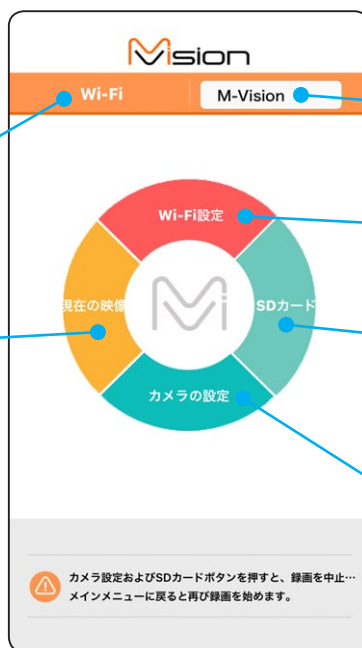 Mvision
Wi-Fi
M-Vision
Wi-Fi設定
現在の映像
SDカード
カメラの設定
カメラ設定およびSDカードボタンを押すと、録画を中止…
メインメニューに戻ると再び録画を始めます。